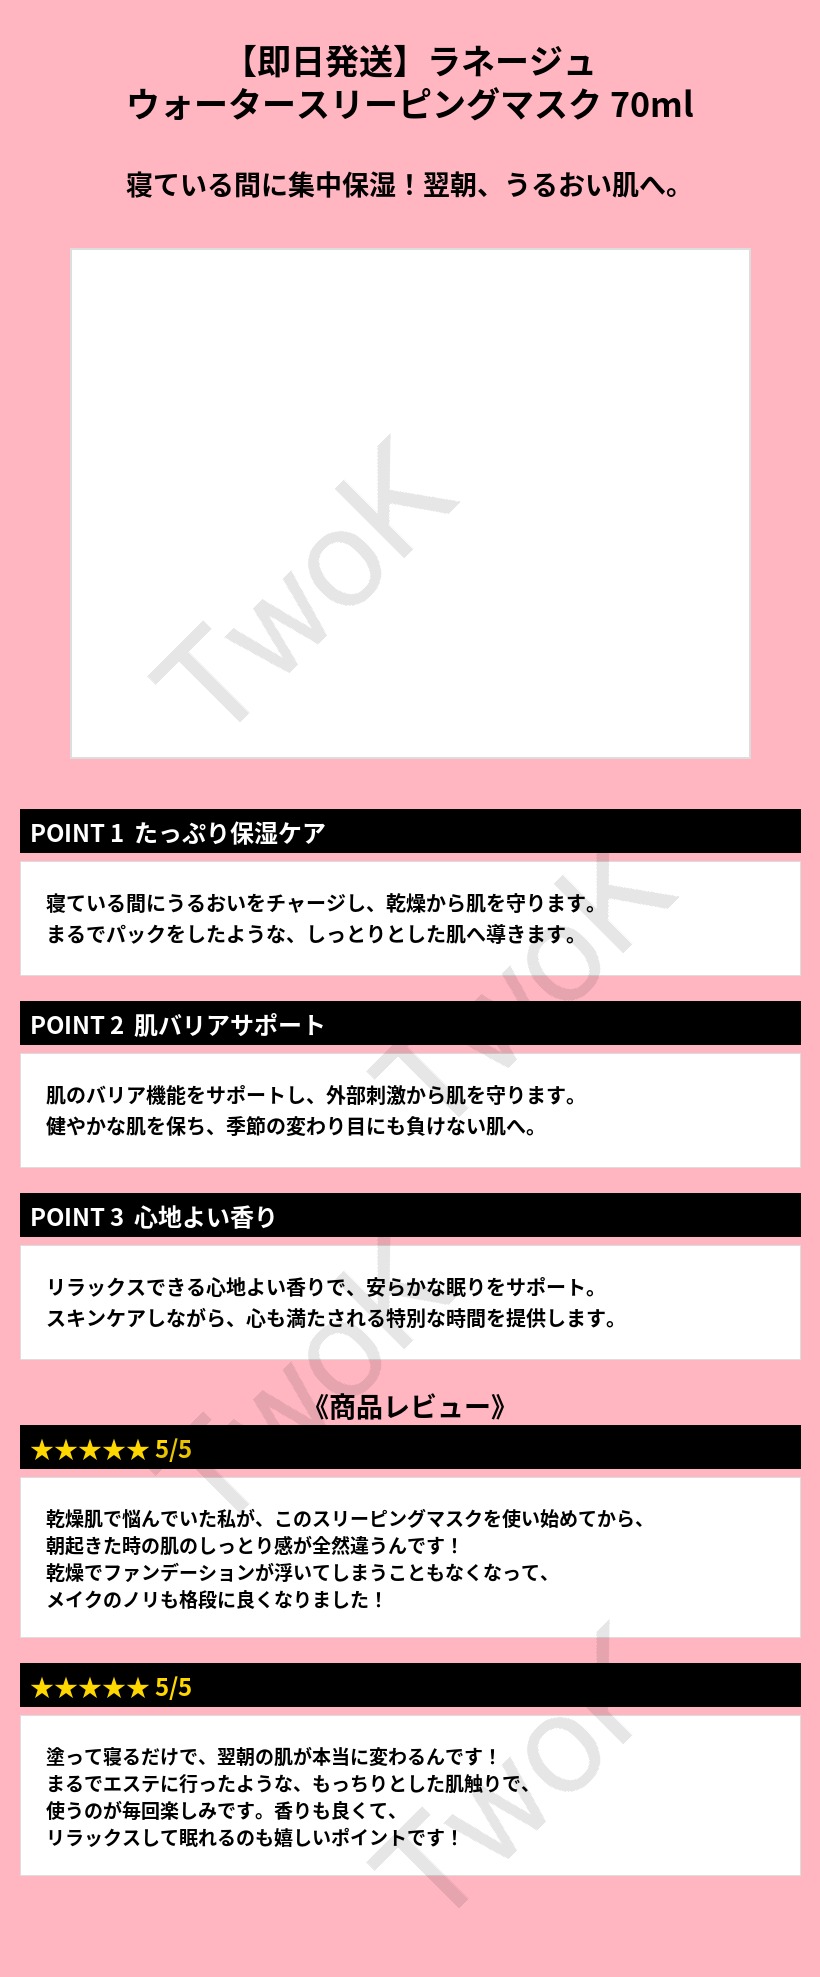 【即日発送】ラネージュ
ウォータースリーピングマスク 70ml
寝ている間に集中保湿！翌朝、うるおい肌へ。
TwoK
POINT 1 たっぷり保湿ケア
寝ている間にうるおいをチャージし、乾燥から肌を守ります。
まるでパックをしたような、しっとりとした肌へ導きます。
TwoK
POINT 2 肌バリアサポート
肌のバリア機能をサポートし、外部刺激から肌を守ります。
健やかな肌を保ち、季節の変わり目にも負けない肌へ。
POINT 3 心地よい香り
リラックスできる心地よい香りで、安らかな眠りをサポート。
スキンケアしながら、心も満たされる特別な時間を提供します。
TwoK
《商品レビュー》
★★★★★ 5/5
乾燥肌で悩んでいた私が、このスリーピングマスクを使い始めてから、
朝起きた時の肌のしっとり感が全然違うんです！
乾燥でファンデーションが浮いてしまうこともなくなって、
メイクのノリも格段に良くなりました！
★★★★★ 5/5
塗って寝るだけで、翌朝の肌が本当に変わるんです！
まるでエステに行ったような、もっちりとした肌触りで、
使うのが毎回楽しみです。香りも良くて、
リラックスして眠れるのも嬉しいポイントです！
TwoK